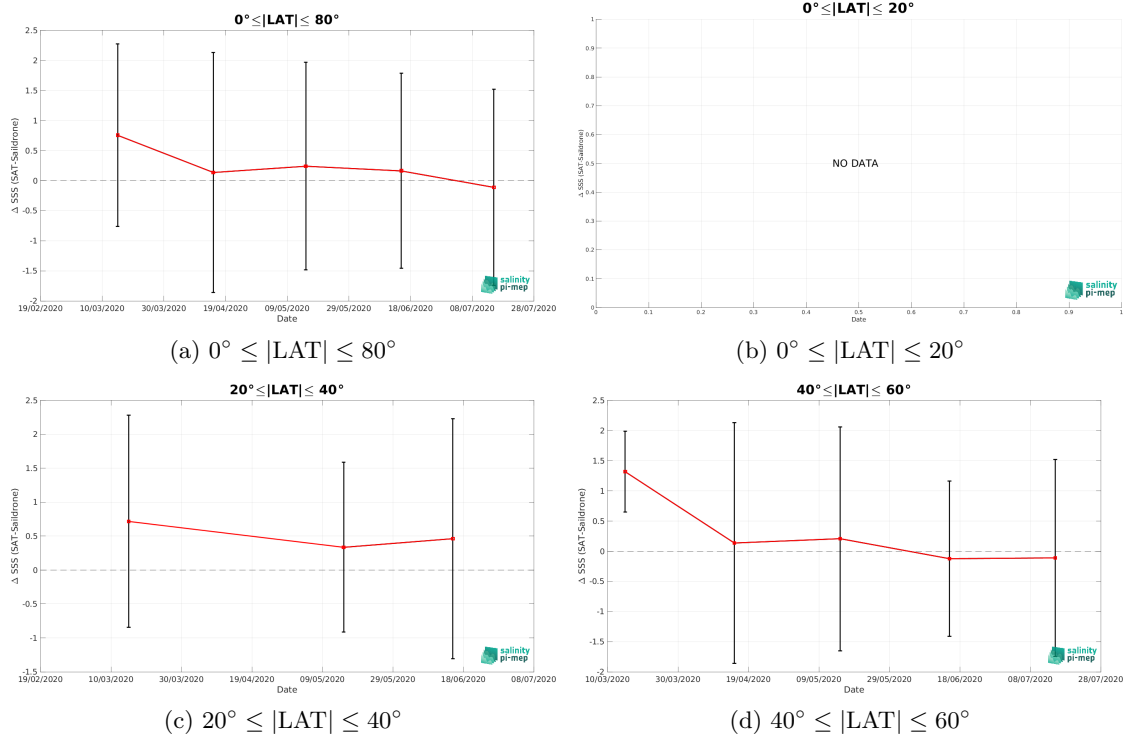 0°≤|LAT|≤ 80°
2.5
2
1.5
1
0.5
0
-0.5
-1
-1.5
-2
Δ SSS (SAT-Saildrone)
19/02/2020 10/03/2020 30/03/2020 19/04/2020 09/05/2020 29/05/2020 18/06/2020 08/07/2020 28/07/2020
Date
salinity
pi-mep
(a) 0° ≤ |LAT| ≤ 80°
0°≤|LAT|≤ 20°
1
0.9
0.8
0.7
0.6
0.5
0.4
0.3
0.2
0.1
0
Δ SSS (SAT-Saildrone)
NO DATA
0 0.1 0.2 0.3 0.4 0.5 0.6 0.7 0.8 0.9 1
Date
salinity
pi-mep
(b) 0° ≤ |LAT| ≤ 20°
20°≤|LAT|≤ 40°
2.5
2
1.5
1
0.5
0
-0.5
-1
-1.5
Δ SSS (SAT-Saildrone)
19/02/2020 10/03/2020 30/03/2020 19/04/2020 09/05/2020 29/05/2020 18/06/2020 08/07/2020
Date
salinity
pi-mep
(c) 20° ≤ |LAT| ≤ 40°
40°≤|LAT|≤ 60°
2.5
2
1.5
1
0.5
0
-0.5
-1
-1.5
-2
Δ SSS (SAT-Saildrone)
10/03/2020 30/03/2020 19/04/2020 09/05/2020 29/05/2020 18/06/2020 08/07/2020 28/07/2020
Date
salinity
pi-mep
(d) 40° ≤ |LAT| ≤ 60°